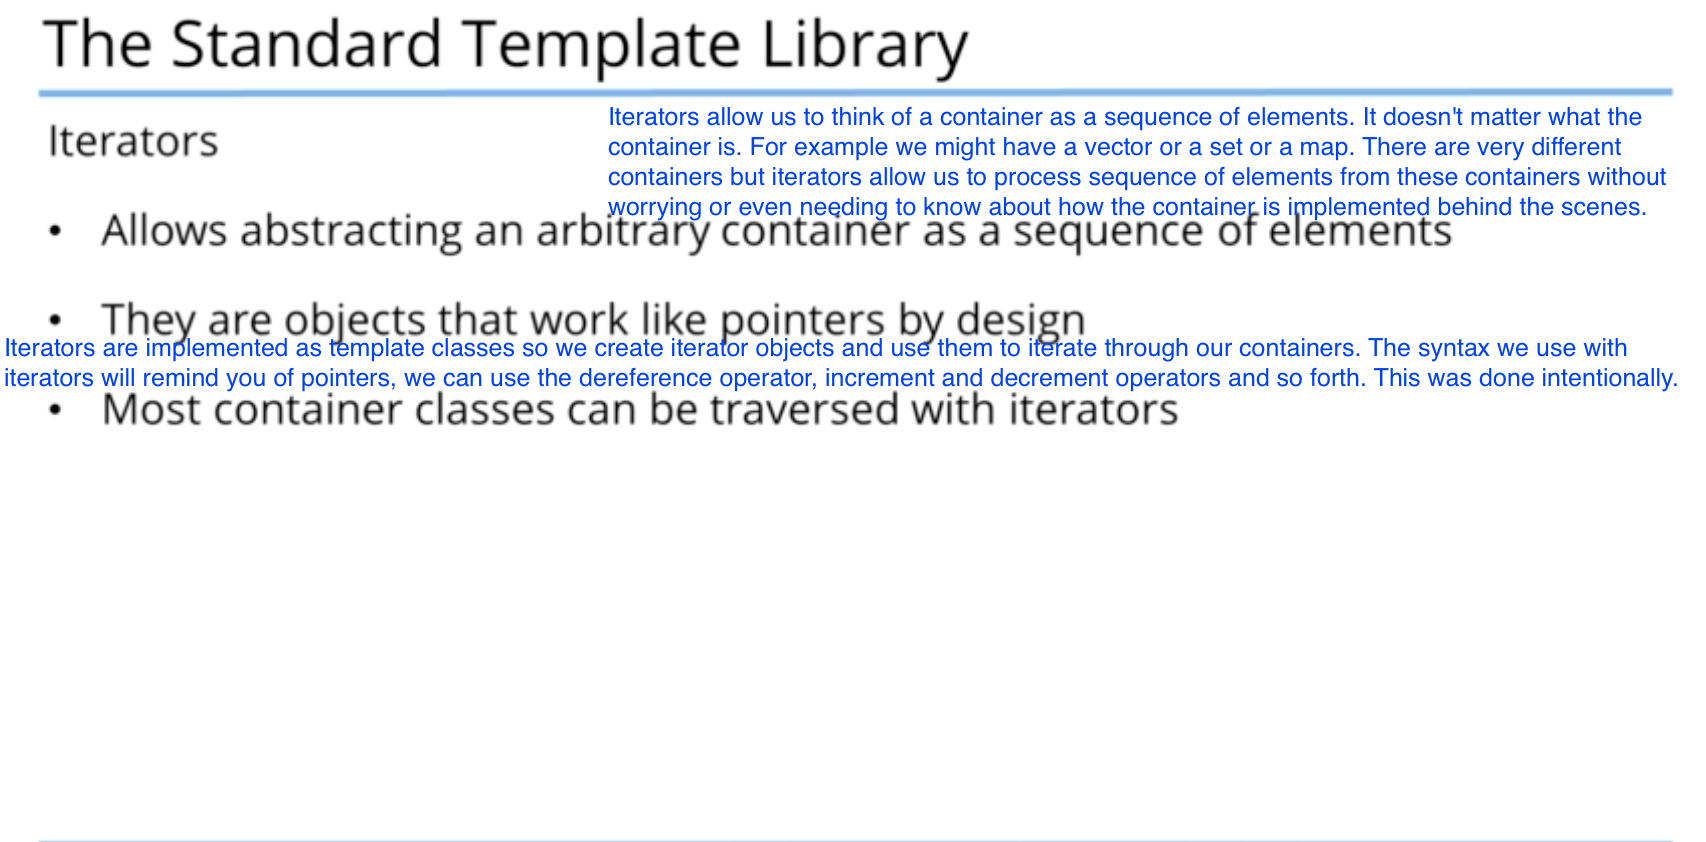 The Standard Template Library
Iterators
Iterators allow us to think of a container as a sequence of elements. It doesn't matter what the
container is. For example we might have a vector or a set or a map. There are very different
containers but iterators allow us to process sequence of elements from these containers without
worrying or even needing to know about how the container is implemented behind the scenes.
• Allows abstracting an arbitrary container as a sequence of elements
• They are objects that work like pointers by design
Iterators are implemented as template classes so we create iterator objects and use them to iterate through our containers. The syntax we use with
iterators will remind you of pointers, we can use the dereference operator, increment and decrement operators and so forth. This was done intentionally.
• Most container classes can be traversed with iterators